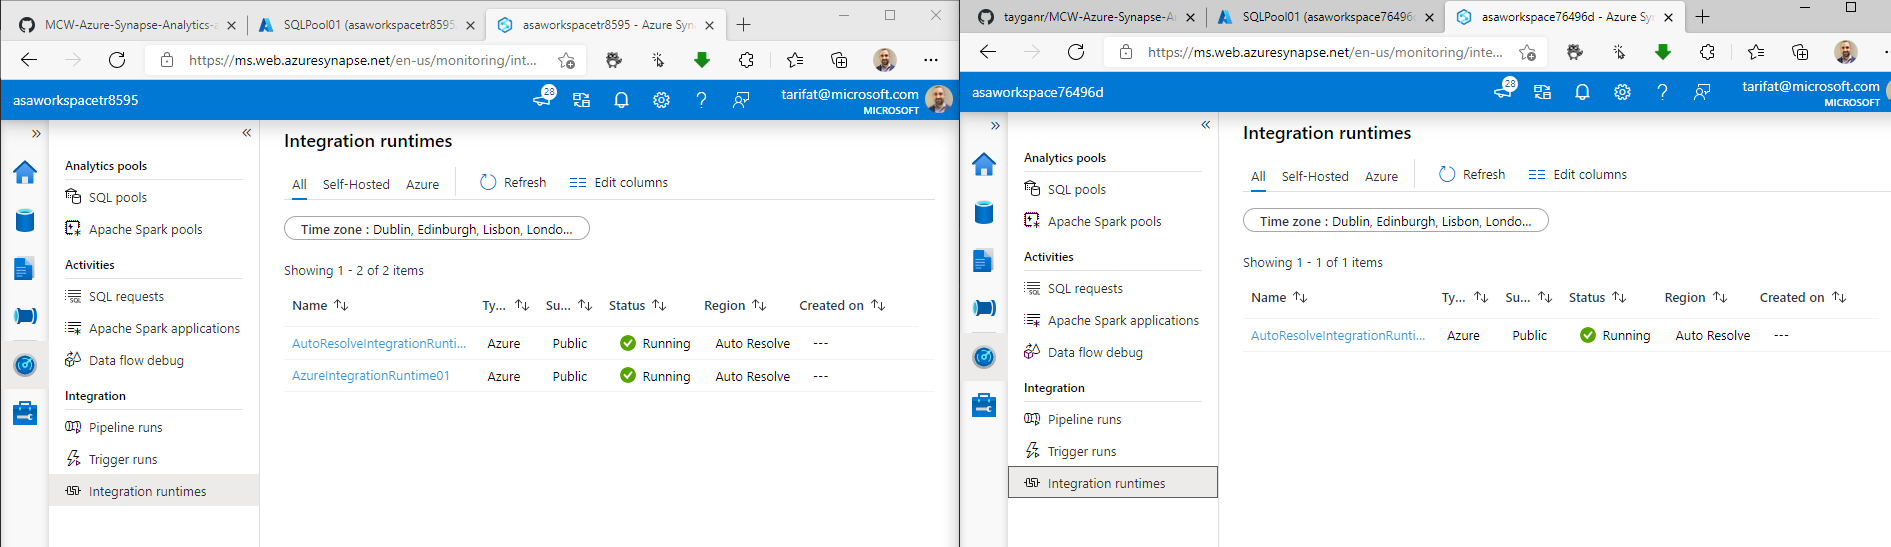 MCW-Azure-Synapse-Analytics-a
SQLPool01 (asaworkspacetr8595,
asaworkspacetr8595 - Azure Syn
https://ms.web.azuresynapse.net/en-us/monitoring/int...
asaworkspacetr8595
28
tarifat@microsoft.com
MICROSOFT
Analytics pools
SQL pools
Apache Spark pools
Activities
SQL requests
Apache Spark applications
Data flow debug
Integration
Pipeline runs
Trigger runs
Integration runtimes
Integration runtimes
All Self-Hosted Azure Refresh Edit columns
Time zone : Dublin, Edinburgh, Lisbon, Londo...
Showing 1 - 2 of 2 items
Name Ty... Su... Status Region Created on
AutoResolveIntegrationRunti... Azure Public Running Auto Resolve ---
AzureIntegrationRuntime01 Azure Public Running Auto Resolve ---
tayganr/MCW-Azure-Synapse-A
SQLPool01 (asaworkspace76496
asaworkspace76496d - Azure Sy
https://ms.web.azuresynapse.net/en-us/monitoring/inte...
asaworkspace76496d
28
tarifat@microsoft.com
MICROSOFT
Analytics pools
SQL pools
Apache Spark pools
Activities
SQL requests
Apache Spark applications
Data flow debug
Integration
Pipeline runs
Trigger runs
Integration runtimes
Integration runtimes
All Self-Hosted Azure Refresh Edit columns
Time zone : Dublin, Edinburgh, Lisbon, Londo...
Showing 1 - 1 of 1 items
Name Ty... Su... Status Region Created on
AutoResolveIntegrationRunti... Azure Public Running Auto Resolve ---